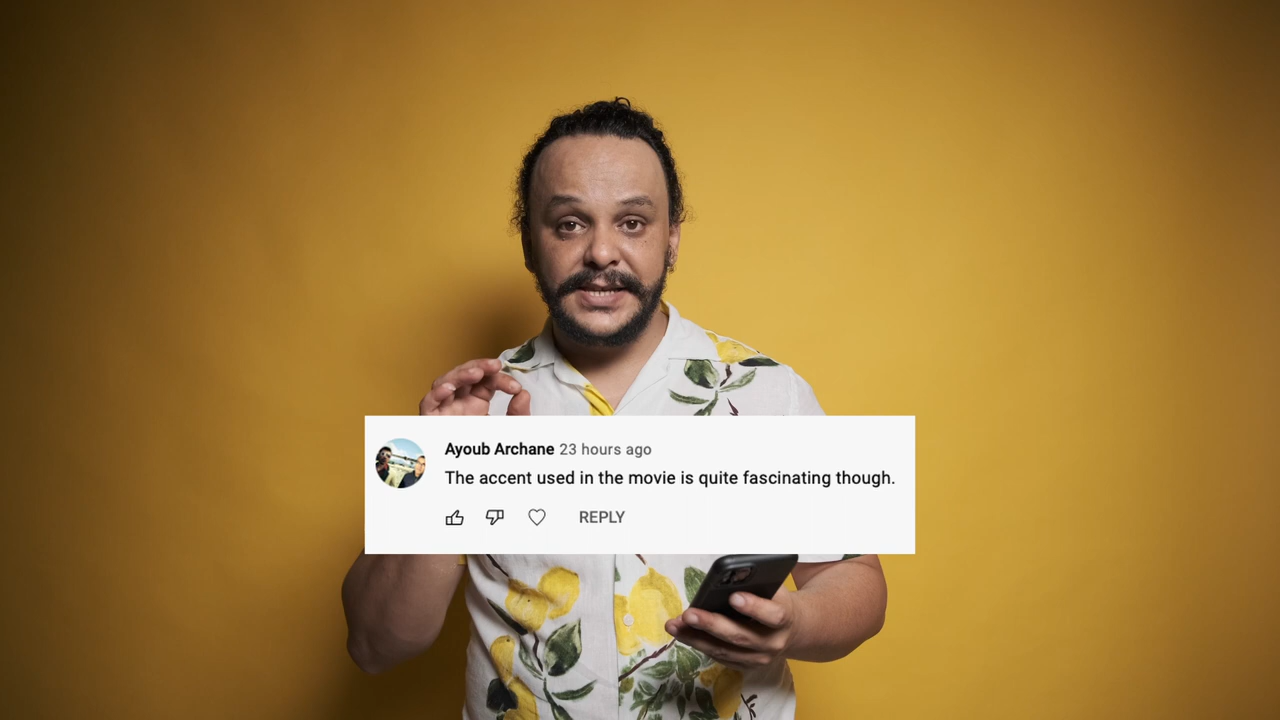 Ayoub Archane 23 hours ago
The accent used in the movie is quite fascinating though.
REPLY